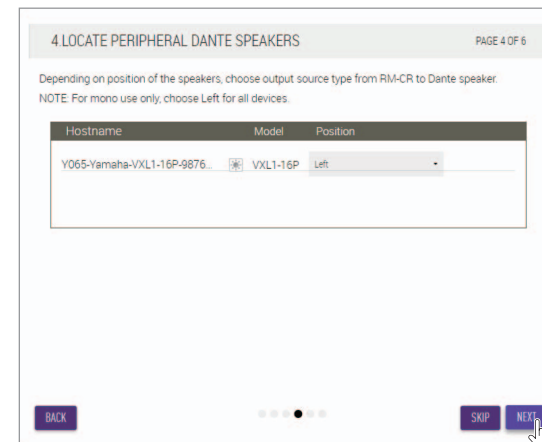 4.LOCATE PERIPHERAL DANTE SPEAKERS PAGE 4 OF 6
Depending on position of the speakers, choose output source type from RM-CR to Dante speaker.
NOTE: For mono use only, choose Left for all devices.
Hostname Model Position
Y065-Yamaha-VXL1-16P-9876... VXL1-16P Left
BACK SKIP NEXT